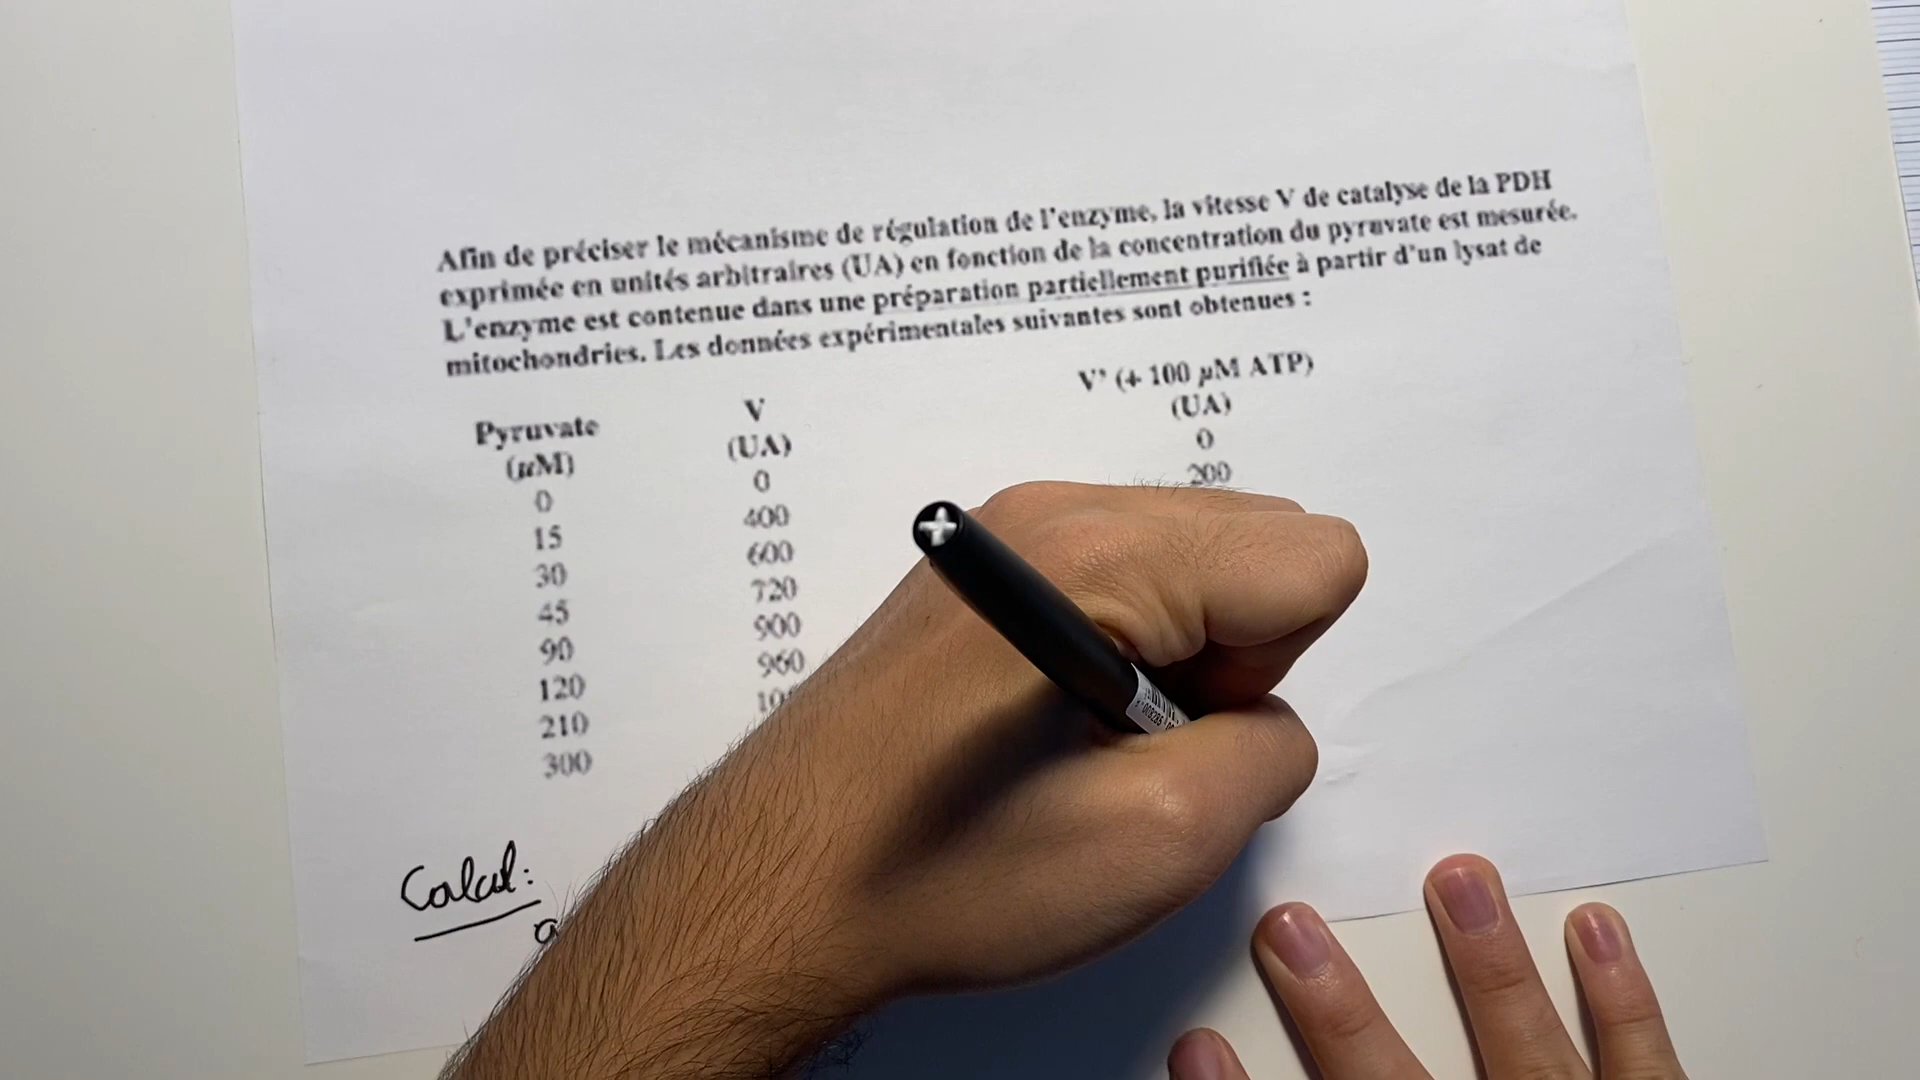 Afin de préciser le mécanisme de régulation de l'enzyme, la vitesse V de catalyse de la PDH
exprimée en unités arbitraires (UA) en fonction de la concentration du pyruvate est mesurée.
L'enzyme est contenue dans une préparation partiellement purifiée à partir d'un lysat de
mitochondries. Les données expérimentales suivantes sont obtenues :
Pyruvate V V' (+ 100 µM ATP)
(µM) (UA) (UA)
0 0 0
15 400 200
30 600
45 720
90 900
120 960
210
300
Calcul: